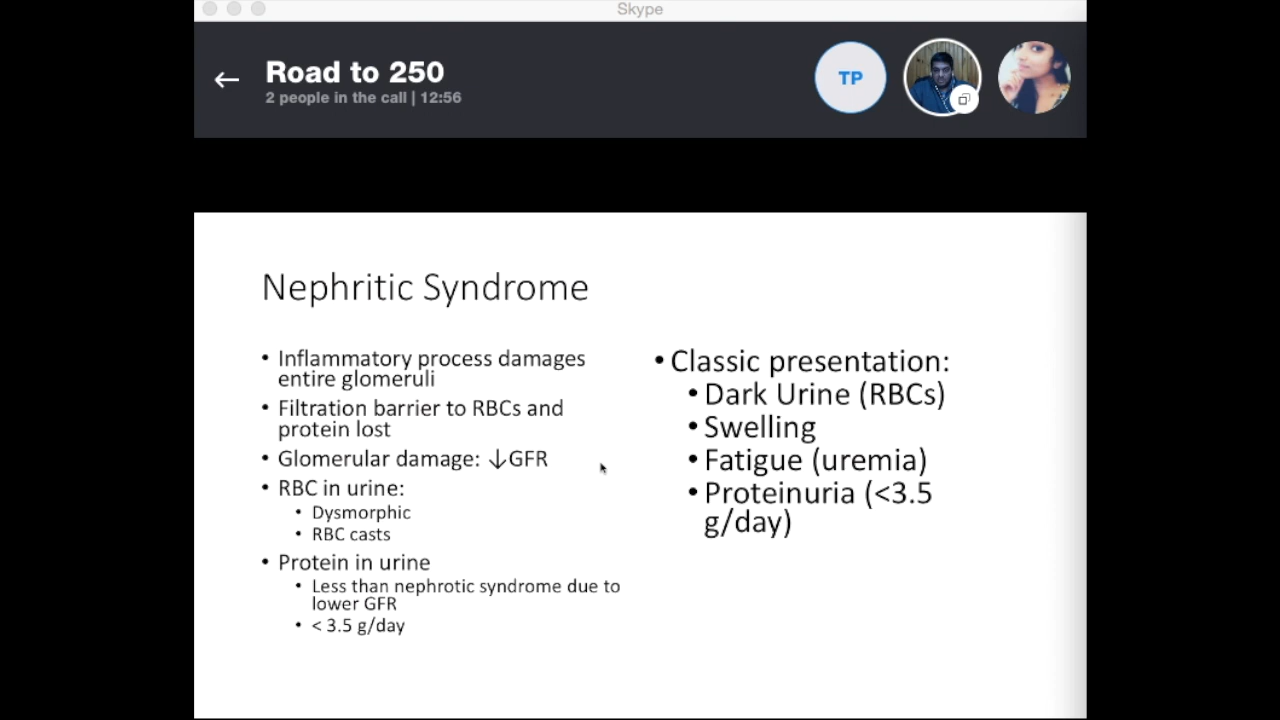 Skype
Road to 250
2 people in the call | 12:56
TP
Nephritic Syndrome
• Inflammatory process damages
entire glomeruli
• Filtration barrier to RBCs and
protein lost
• Glomerular damage: ↓GFR
• RBC in urine:
• Dysmorphic
• RBC casts
• Protein in urine
• Less than nephrotic syndrome due to
lower GFR
• < 3.5 g/day
• Classic presentation:
• Dark Urine (RBCs)
• Swelling
• Fatigue (uremia)
• Proteinuria (<3.5
g/day)